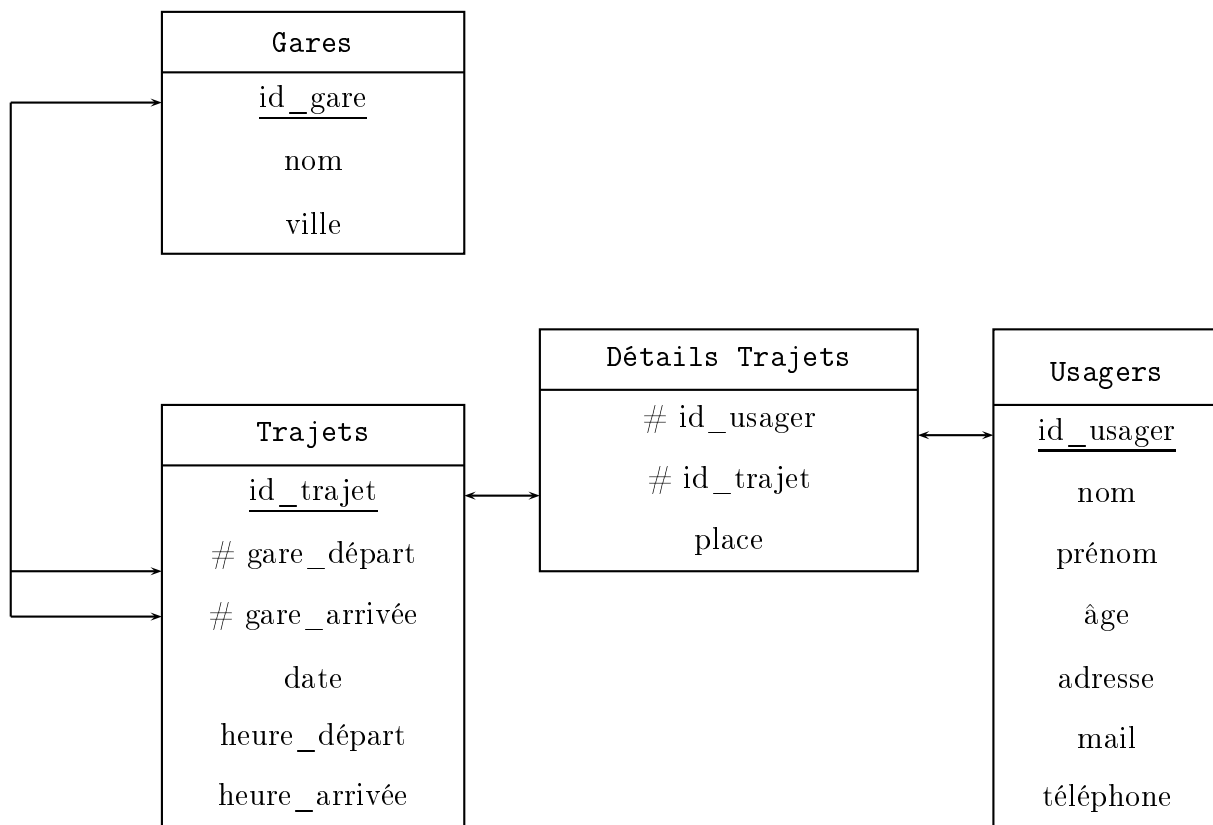 Gares
id_gare
nom
ville
Trajets
id_trajet
# gare_départ
# gare_arrivée
date
heure_départ
heure_arrivée
Détails Trajets
# id_usager
# id_trajet
place
Usagers
id_usager
nom
prénom
âge
adresse
mail
téléphone